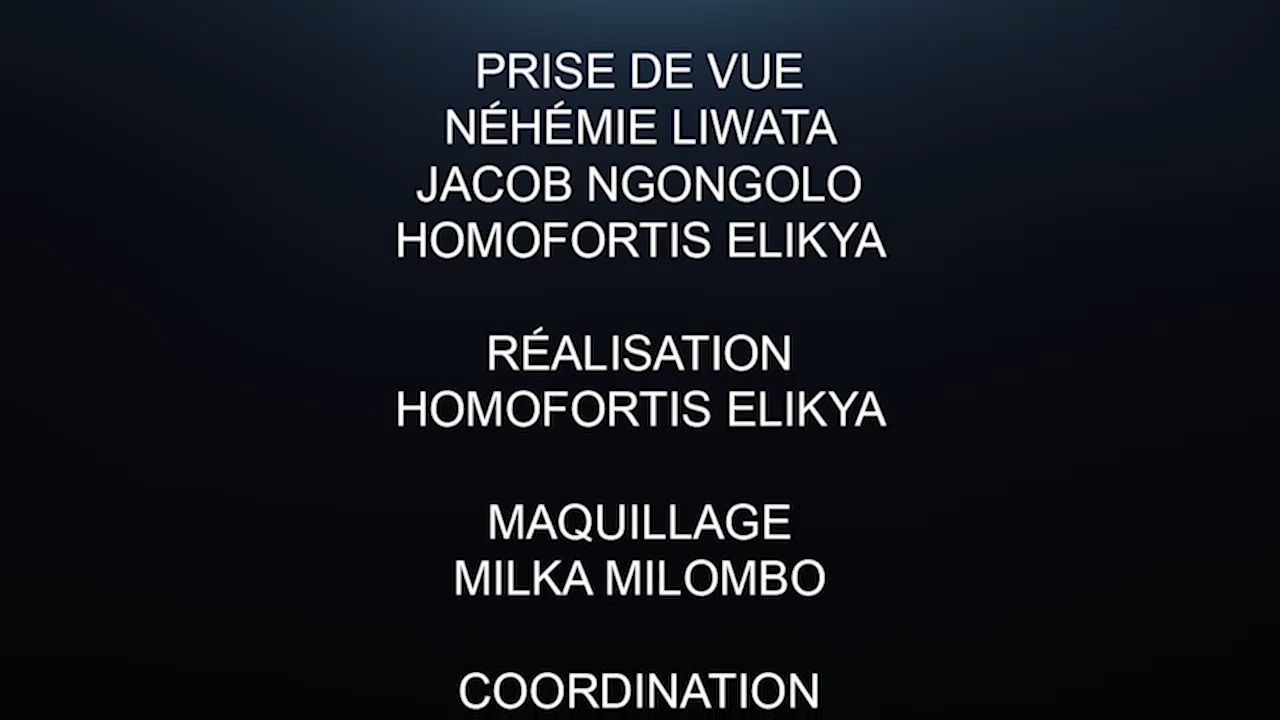 PRISE DE VUE
NÉHÉMIE LIWATA
JACOB NGONGOLO
HOMOFORTIS ELIKYA
RÉALISATION
HOMOFORTIS ELIKYA
MAQUILLAGE
MILKA MILOMBO
COORDINATION